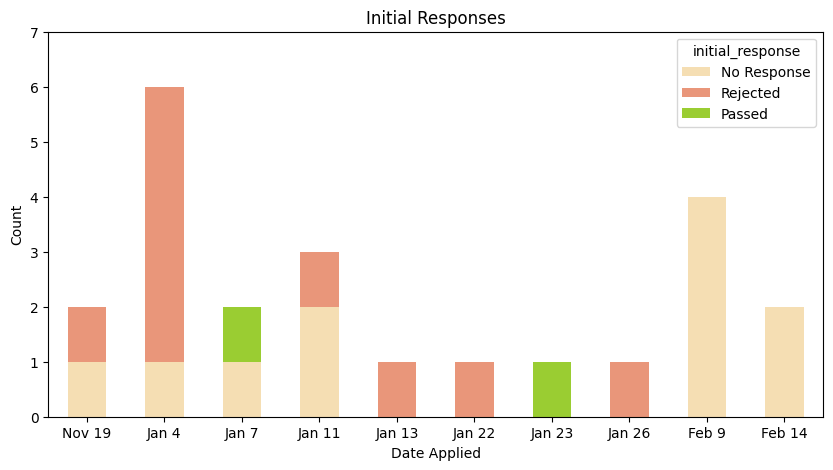 Initial Responses
initial_response
No Response
Rejected
Passed
Count
7
6
5
4
3
2
1
0
Nov 19 Jan 4 Jan 7 Jan 11 Jan 13 Jan 22 Jan 23 Jan 26 Feb 9 Feb 14
Date Applied